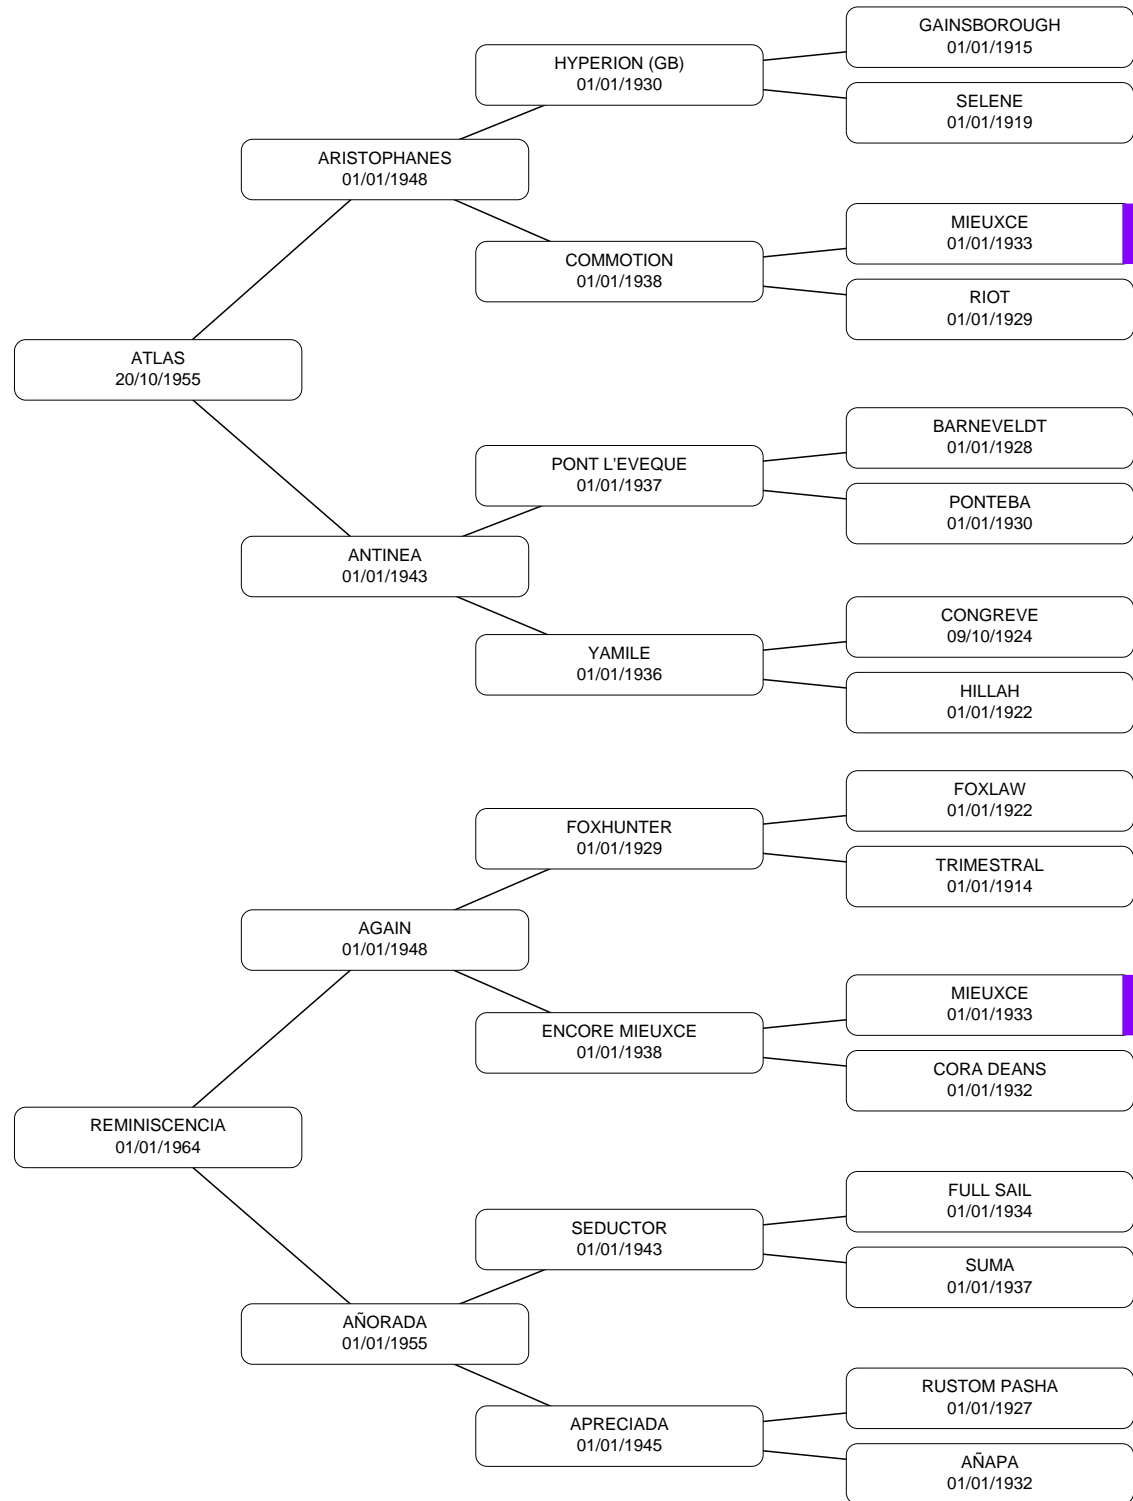 GAINSBOROUGH
01/01/1915
HYPERION (GB)
01/01/1930
SELENE
01/01/1919
ARISTOPHANES
01/01/1948
MIEUXCE
01/01/1933
COMMOTION
01/01/1938
RIOT
01/01/1929
ATLAS
20/10/1955
BARNEVELDT
01/01/1928
PONT L'EVEQUE
01/01/1937
PONTEBA
01/01/1930
ANTINEA
01/01/1943
CONGREVE
09/10/1924
YAMILE
01/01/1936
HILLAH
01/01/1922
FOXLAW
01/01/1922
FOXHUNTER
01/01/1929
TRIMESTRAL
01/01/1914
AGAIN
01/01/1948
MIEUXCE
01/01/1933
ENCORE MIEUXCE
01/01/1938
CORA DEANS
01/01/1932
REMINISCENCIA
01/01/1964
FULL SAIL
01/01/1934
SEDUCTOR
01/01/1943
SUMA
01/01/1937
AÑORADA
01/01/1955
RUSTOM PASHA
01/01/1927
APRECIADA
01/01/1945
AÑAPA
01/01/1932